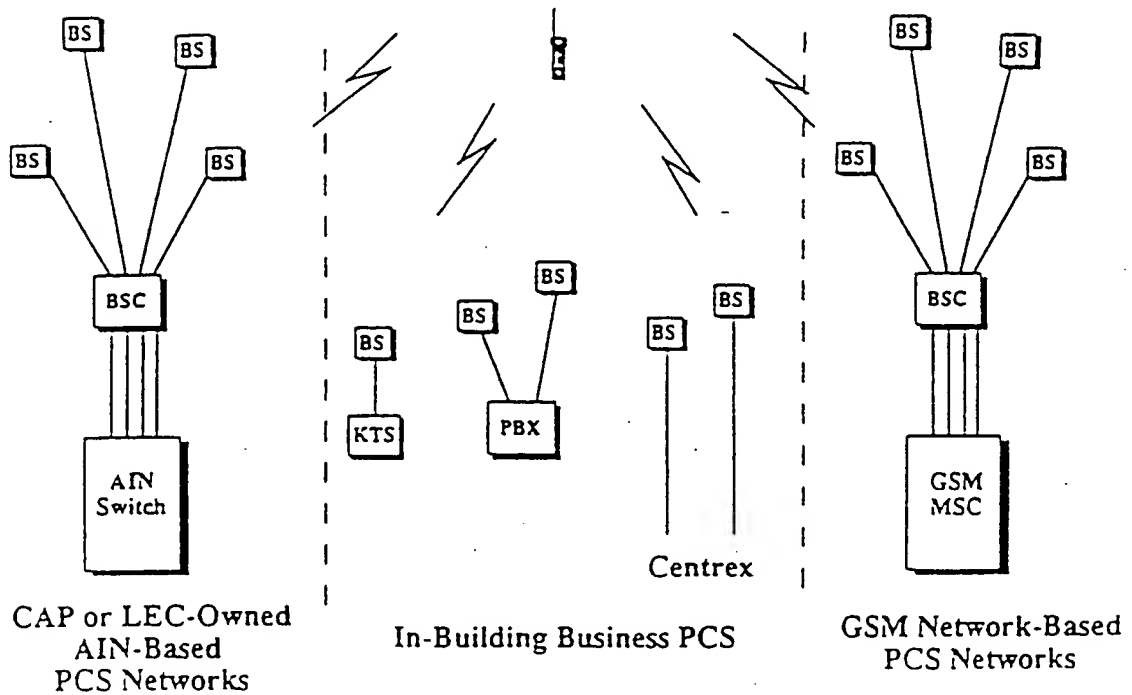 BS
BS
BS
BS
BSC
AIN
Switch
CAP or LEC-Owned
AIN-Based
PCS Networks
BS
KTS
BS
BS
PBX
BS
BS
Centrex
In-Building Business PCS
BS
BS
BS
BS
BSC
GSM
MSC
GSM Network-Based
PCS Networks